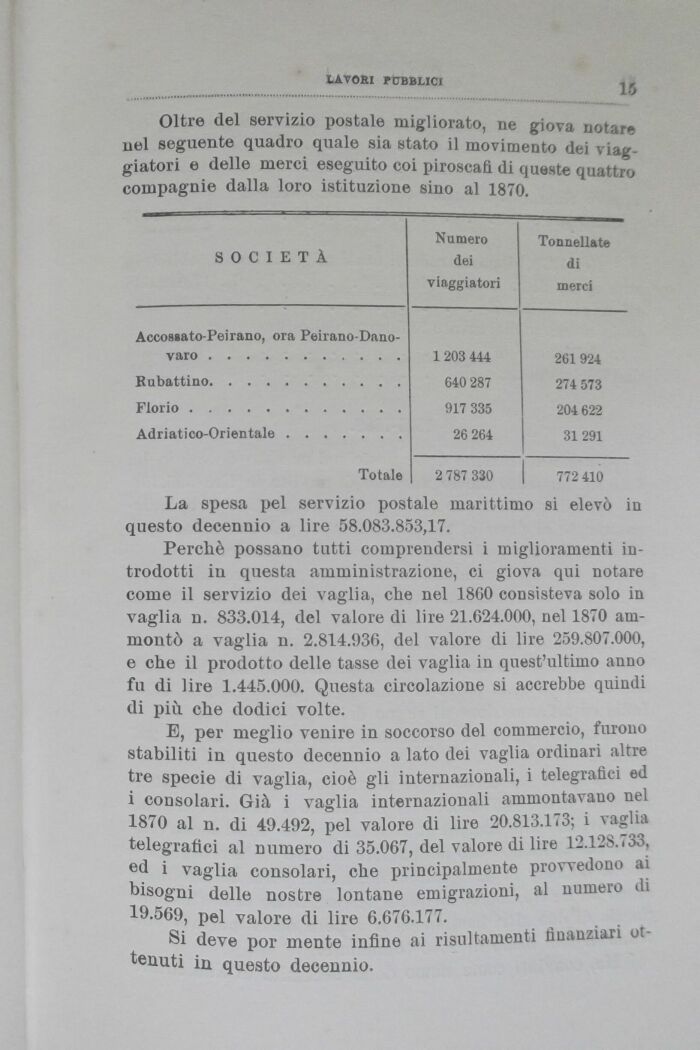 LAVORI PUBBLICI 15
Oltre del servizio postale migliorato, ne giova notare
nel seguente quadro quale sia stato il movimento dei viag-
giatori e delle merci eseguito coi piroscafi di queste quattro
compagnie dalla loro istituzione sino al 1870.
SOCIETÀ
Numero
dei
viaggiatori
Tonnellate
di
merci
Accossato-Peirano, ora Peirano-Dano-
varo . . . . . . . . . . . 1 203 444 261 924
Rubattino. . . . . . . . . . . 640 287 274 573
Florio . . . . . . . . . . . . 917 335 204 622
Adriatico-Orientale . . . . . . . 26 264 31 291
Totale 2 787 330 772 410
La spesa pel servizio postale marittimo si elevò in
questo decennio a lire 58.083.853,17.
Perchè possano tutti comprendersi i miglioramenti in-
trodotti in questa amministrazione, ci giova qui notare
come il servizio dei vaglia, che nel 1860 consisteva solo in
vaglia n. 833.014, del valore di lire 21.624.000, nel 1870 am-
montò a vaglia n. 2.814.936, del valore di lire 259.807.000,
e che il prodotto delle tasse dei vaglia in quest'ultimo anno
fu di lire 1.445.000. Questa circolazione si accrebbe quindi
di più che dodici volte.
E, per meglio venire in soccorso del commercio, furono
stabiliti in questo decennio a lato dei vaglia ordinari altre
tre specie di vaglia, cioè gli internazionali, i telegrafici ed
i consolari. Già i vaglia internazionali ammontavano nel
1870 al n. di 49.492, pel valore di lire 20.813.173; i vaglia
telegrafici al numero di 35.067, del valore di lire 12.128.733,
ed i vaglia consolari, che principalmente provvedono ai
bisogni delle nostre lontane emigrazioni, al numero di
19.569, pel valore di lire 6.676.177.
Si deve por mente infine ai risultamenti finanziari ot-
tenuti in questo decennio.